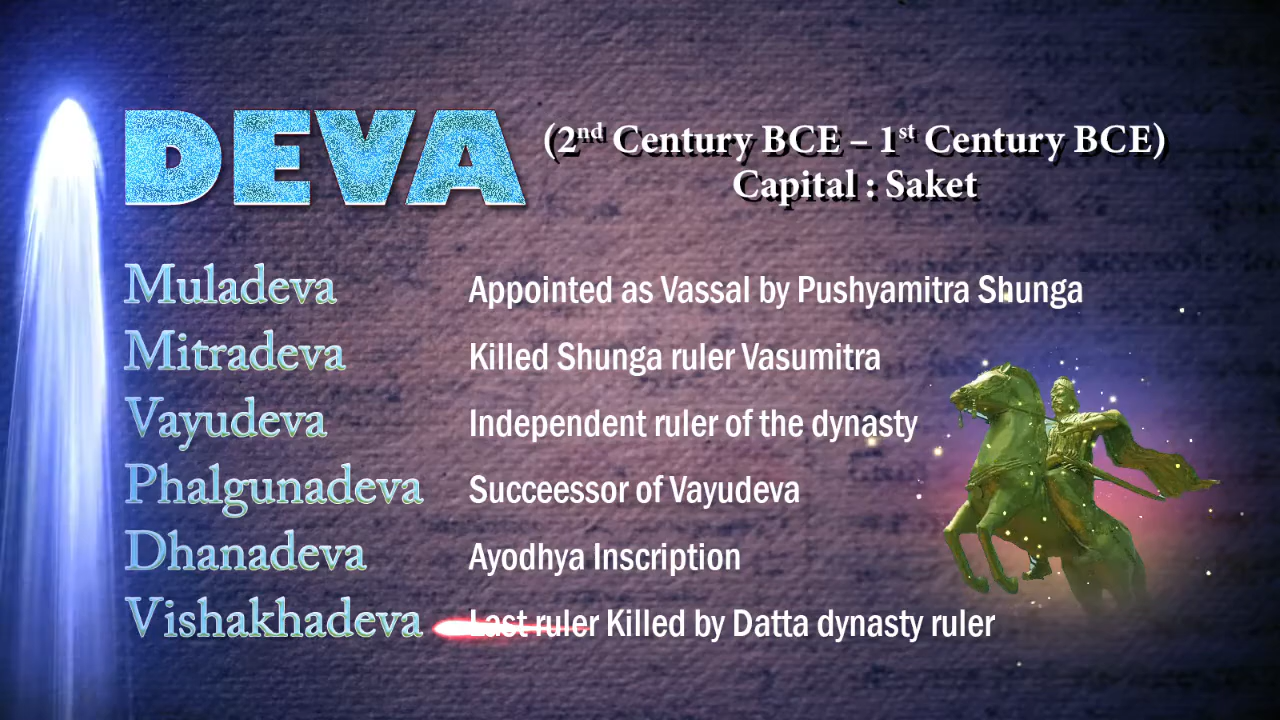 DEVA
(2nd Century BCE – 1st Century BCE)
Capital : Saket
Muladeva Appointed as Vassal by Pushyamitra Shunga
Mitradeva Killed Shunga ruler Vasumitra
Vayudeva Independent ruler of the dynasty
Phalgunadeva Succeessor of Vayudeva
Dhanadeva Ayodhya Inscription
Vishakhadeva Last ruler Killed by Datta dynasty ruler